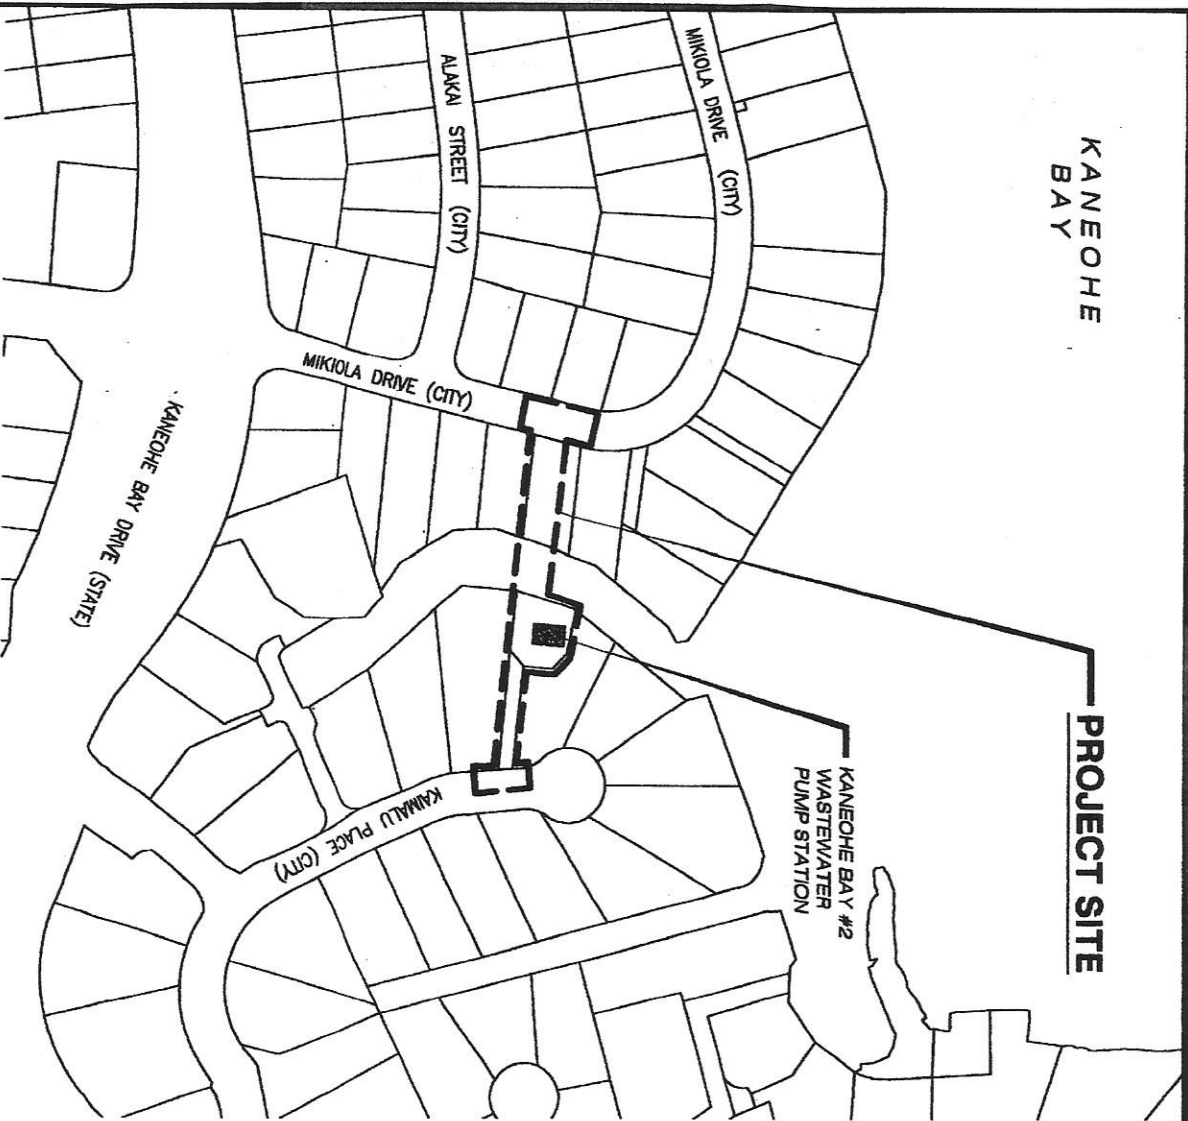 KANEOHE
BAY
MIKIOLA DRIVE (CITY)
ALAKAI STREET (CITY)
MIKIOLA DRIVE (CITY)
KANEOHE BAY DRIVE (STATE)
PROJECT SITE
KANEOHE BAY #2
WASTEWATER
PUMP STATION
KAIMALU PLACE (CITY)